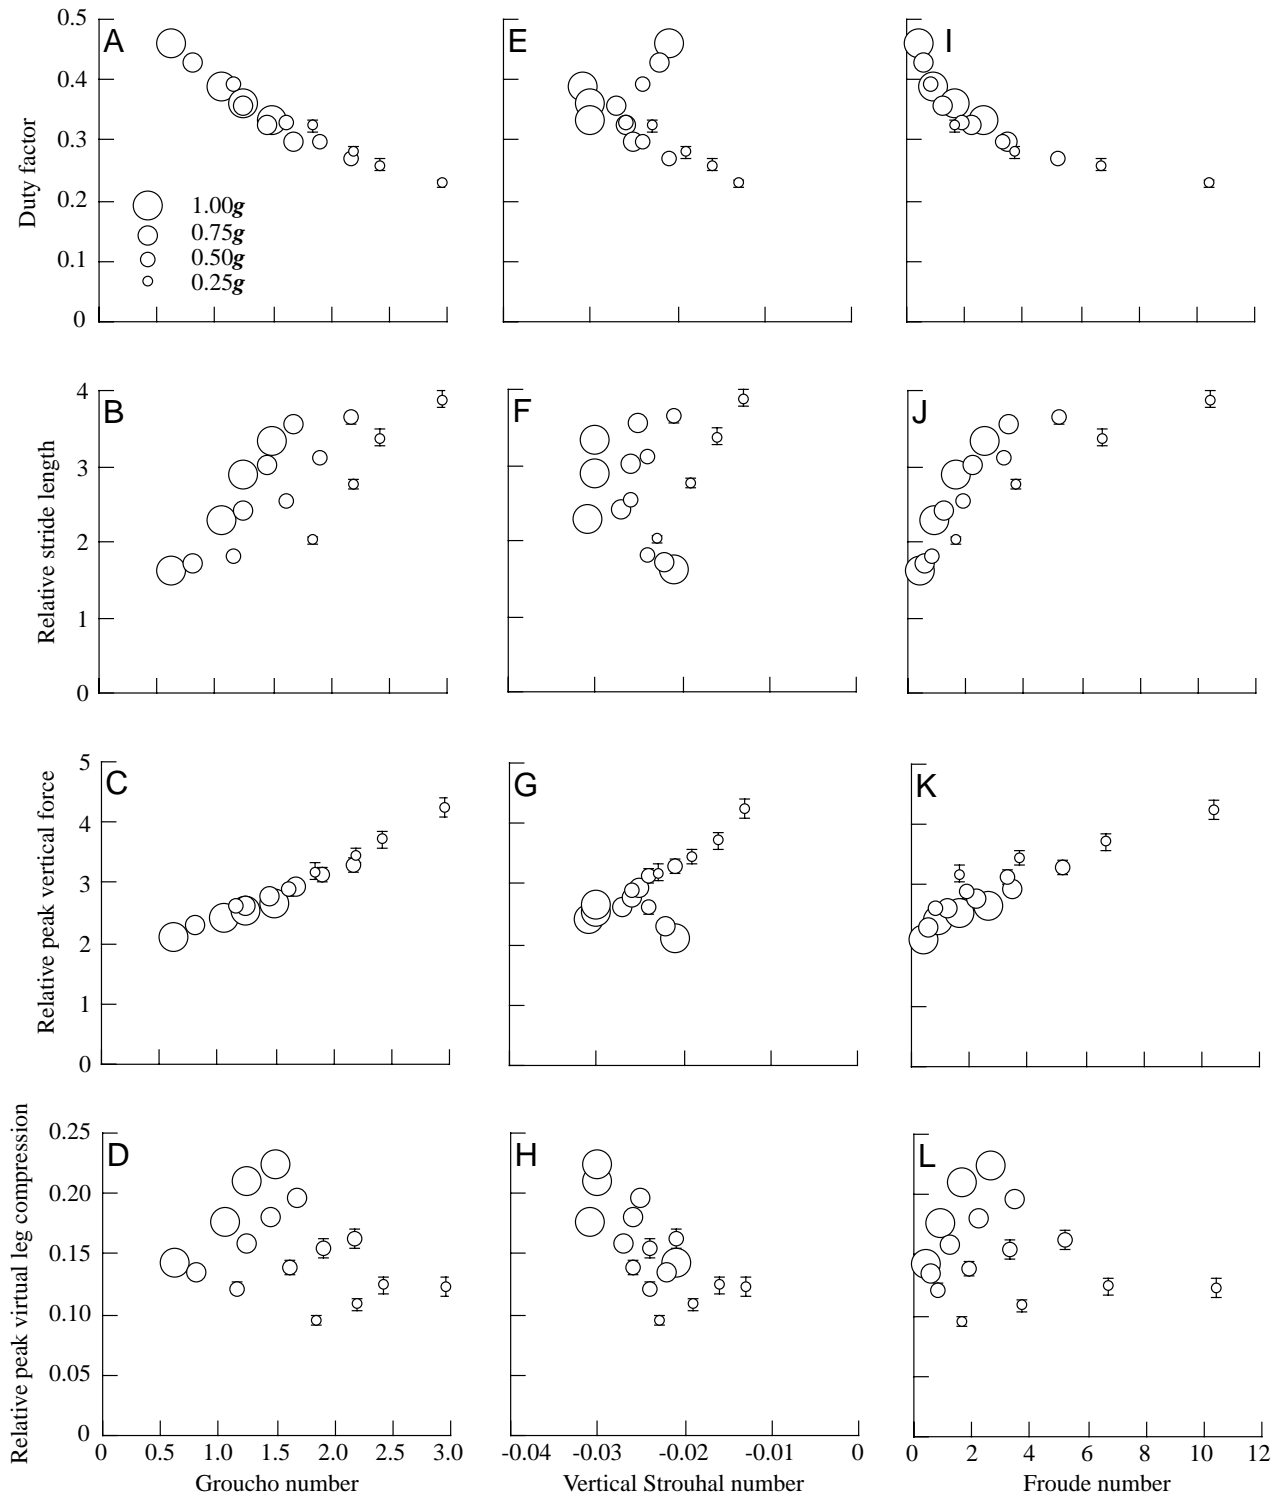 A
E
I
0.5
0.4
0.3
0.2
0.1
0
Duty factor
1.00g
0.75g
0.50g
0.25g
B
F
J
4
3
2
1
0
Relative stride length
C
G
K
5
4
3
2
1
0
Relative peak vertical force
D
H
L
0.25
0.20
0.15
0.10
0.05
0
Relative peak virtual leg compression
0 0.5 1.0 1.5 2.0 2.5 3.0
-0.04 -0.03 -0.02 -0.01 0
0 2 4 6 8 10 12
Groucho number
Vertical Strouhal number
Froude number